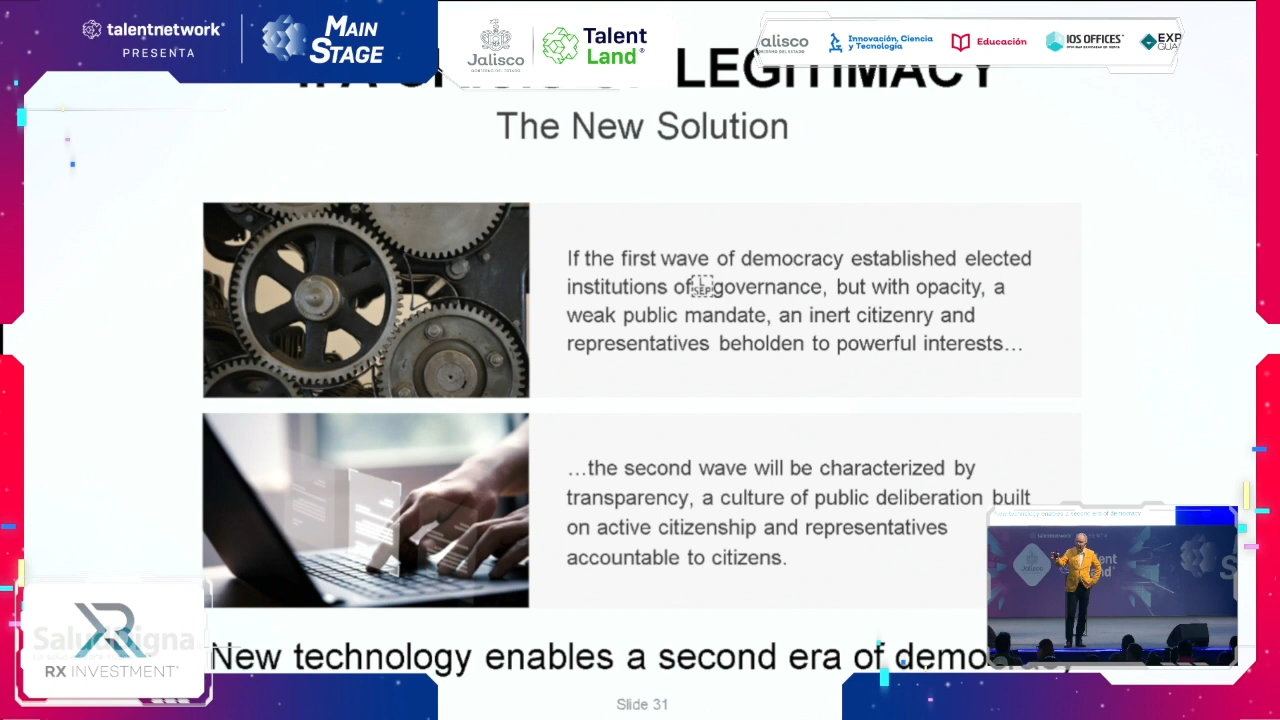 talentnetwork
PRESENTA
MAIN
STAGE
Jalisco
Talent
Land
alisco
Innovación, Ciencia
y Tecnología
Educación
IOS OFFICES
EXP
GUA
LEGITIMACY
The New Solution
If the first wave of democracy established elected
institutions of governance, but with opacity, a
weak public mandate, an inert citizenry and
representatives beholden to powerful interests…
…the second wave will be characterized by
transparency, a culture of public deliberation built
on active citizenship and representatives
accountable to citizens.
New technology enables a second era of democracy
Slide 31
RX INVESTMENT
New technology enables a second era of democracy
talentnetwork
Jalisco